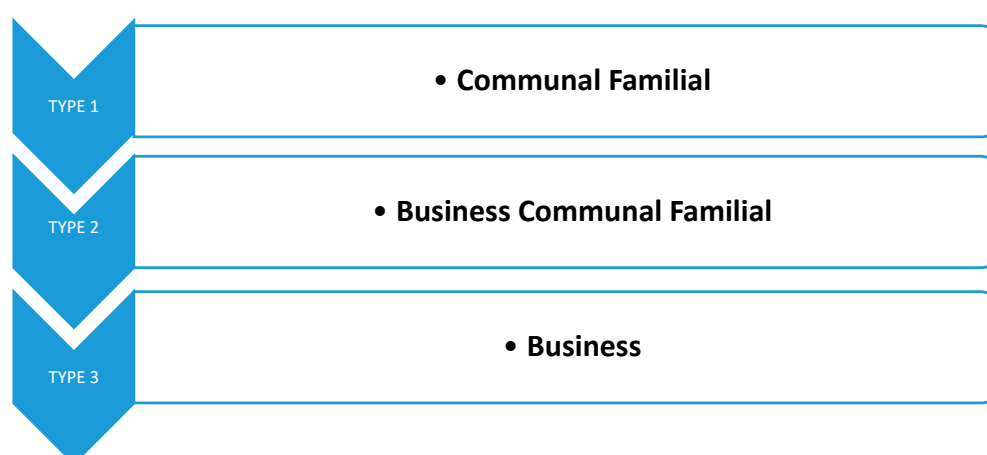 TYPE 1
• Communal Familial
TYPE 2
• Business Communal Familial
TYPE 3
• Business